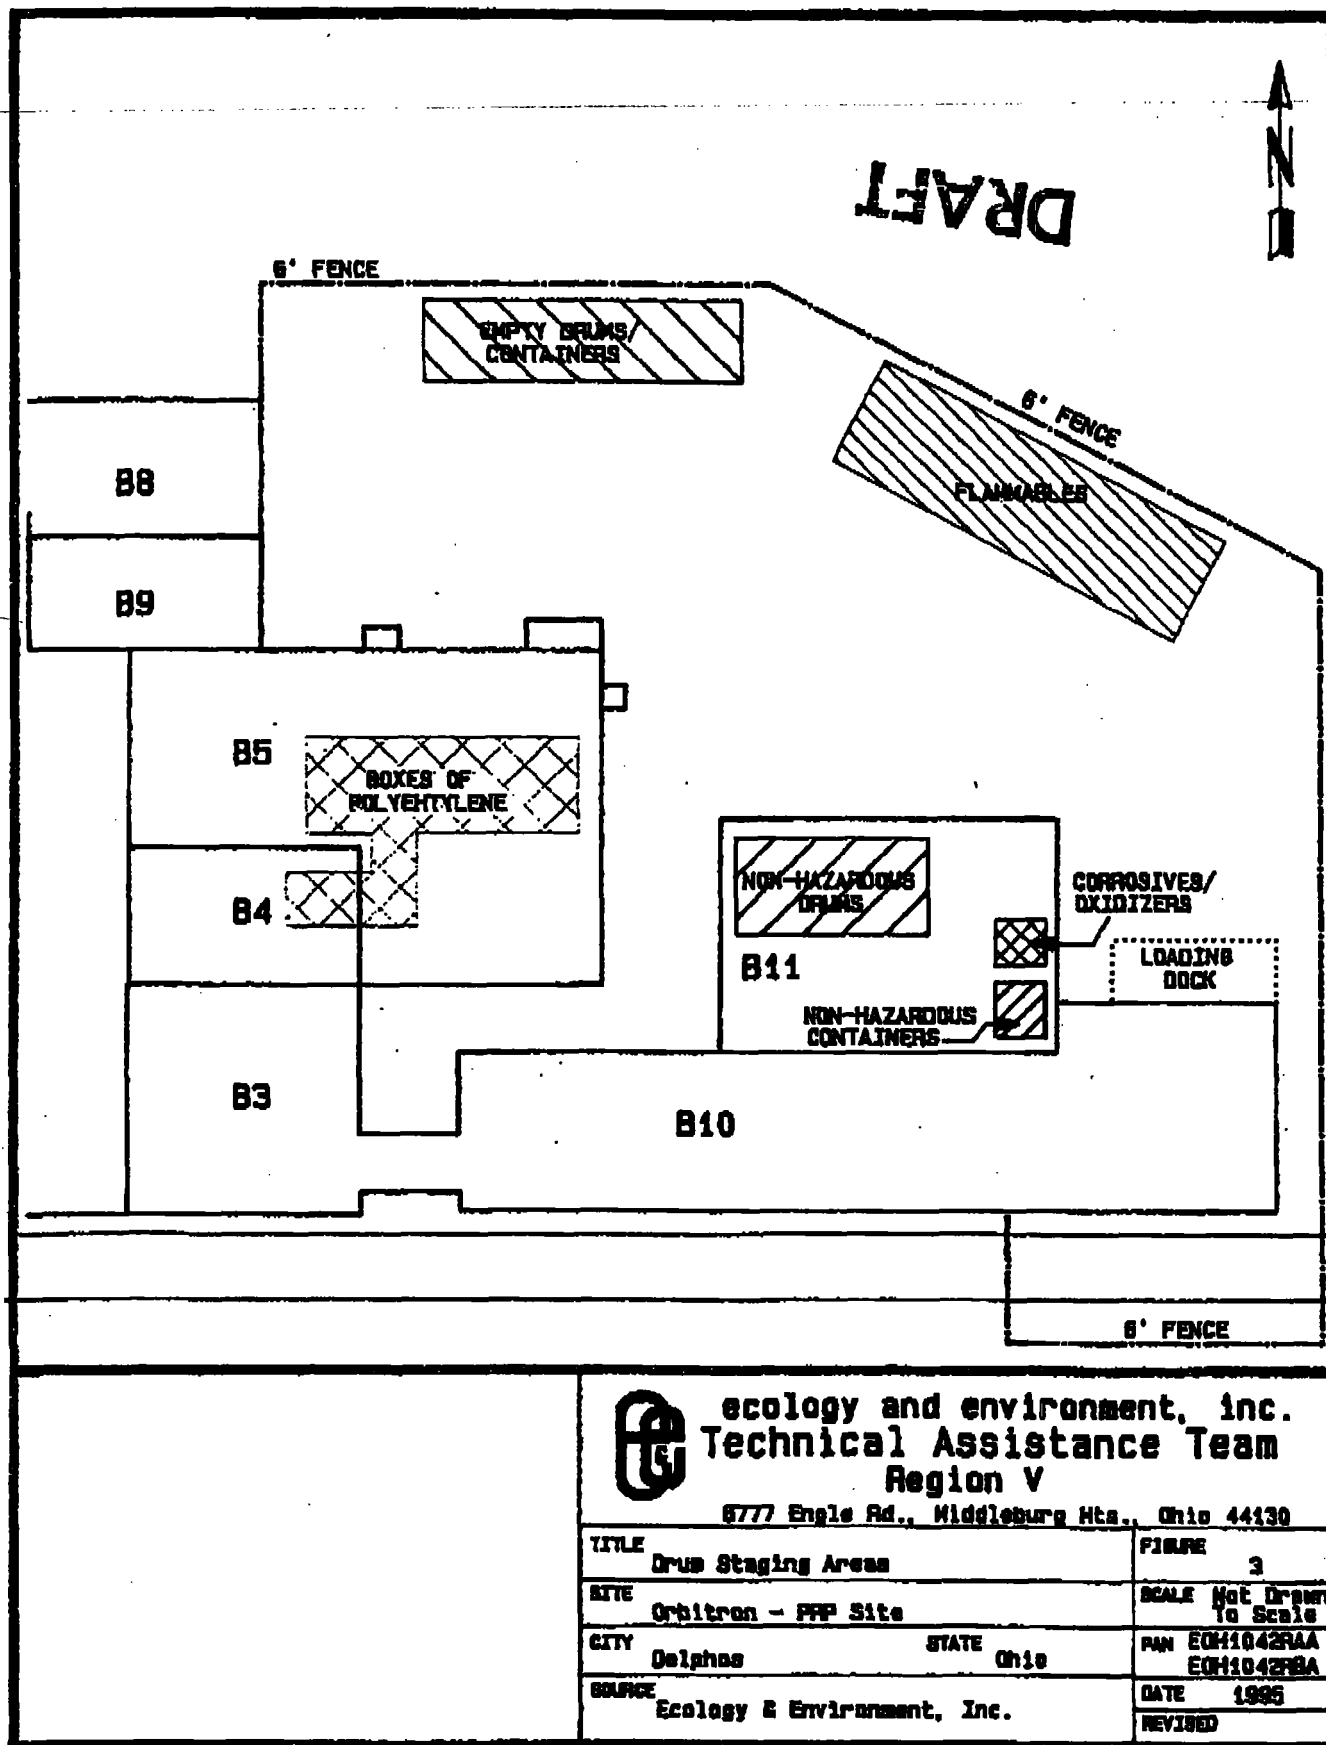 N
DRAFT
6' FENCE
EMPTY DRUMS/
CONTAINERS
6' FENCE
FLAMMABLES
B8
B9
B5
BOXES OF
POLYEHTYLENE
B4
NON-HAZARDOUS
DRUMS
CORROSIVES/
OXIDIZERS
B11
LOADING
DOCK
NON-HAZARDOUS
CONTAINERS
B3
B10
6' FENCE
ecology and environment, inc.
Technical Assistance Team
Region V
6777 Engle Rd., Middleburg Hts., Ohio 44130
TITLE
Drum Staging Areas
FIGURE
3
SITE
Orbitron - PRP Site
SCALE Not Drawn
To Scale
CITY
Delphos
STATE
Ohio
PAN EOH1042RAA
EOH1042RBA
SOURCE
Ecology & Environment, Inc.
DATE 1995
REVISED